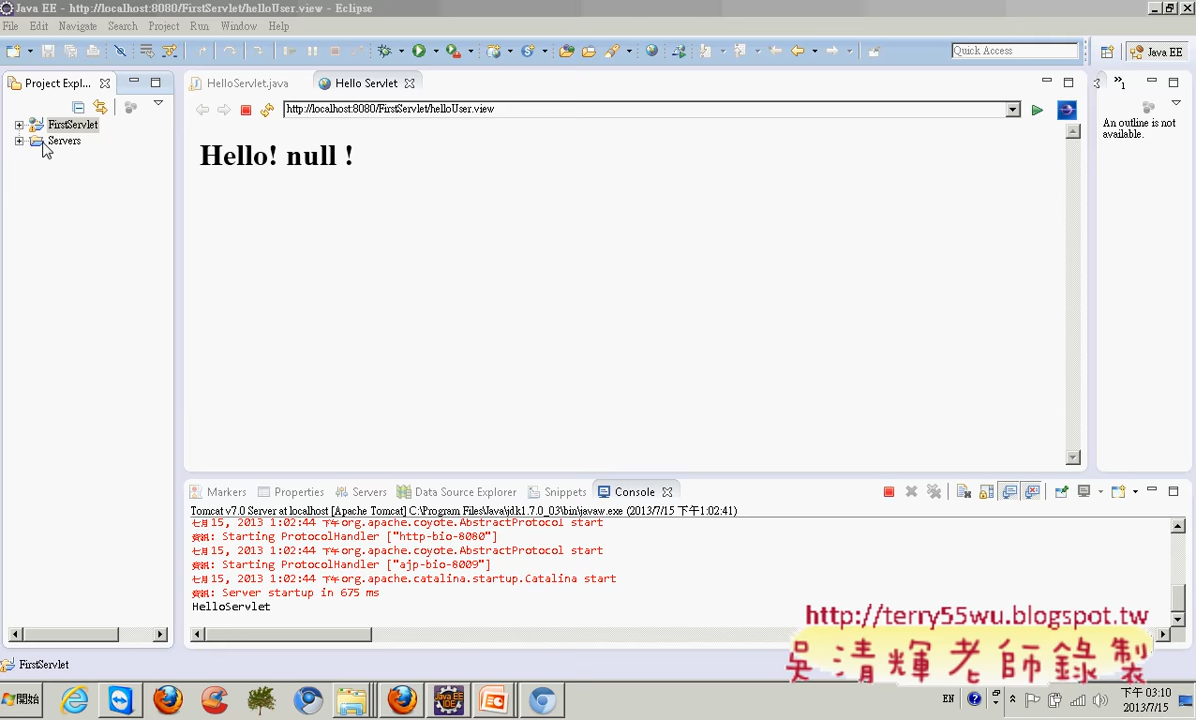 Java EE - http://localhost:8080/FirstServlet/helloUser.view - Eclipse
File Edit Navigate Search Project Run Window Help
Quick Access
Java EE
Project Expl...
HelloServlet.java
Hello Servlet
1
http://localhost:8080/FirstServlet/helloUser.view
FirstServlet
Servers
An outline is not
available.
Hello! null !
Markers Properties Servers Data Source Explorer Snippets Console
Tomcat v7.0 Server at localhost [Apache Tomcat] C:\Program Files\Java\jdk1.7.0_03\bin\javaw.exe (2013/7/15 下午1:02:41)
七月 15, 2013 1:02:44 下午 org.apache.coyote.AbstractProtocol start
資訊: Starting ProtocolHandler ["http-bio-8080"]
七月 15, 2013 1:02:44 下午 org.apache.coyote.AbstractProtocol start
資訊: Starting ProtocolHandler ["ajp-bio-8009"]
七月 15, 2013 1:02:44 下午 org.apache.catalina.startup.Catalina start
資訊: Server startup in 675 ms
HelloServlet
http://terry55wu.blogspot.tw
吳清輝老師錄製
FirstServlet
開始
EN
下午 03:10
2013/7/15